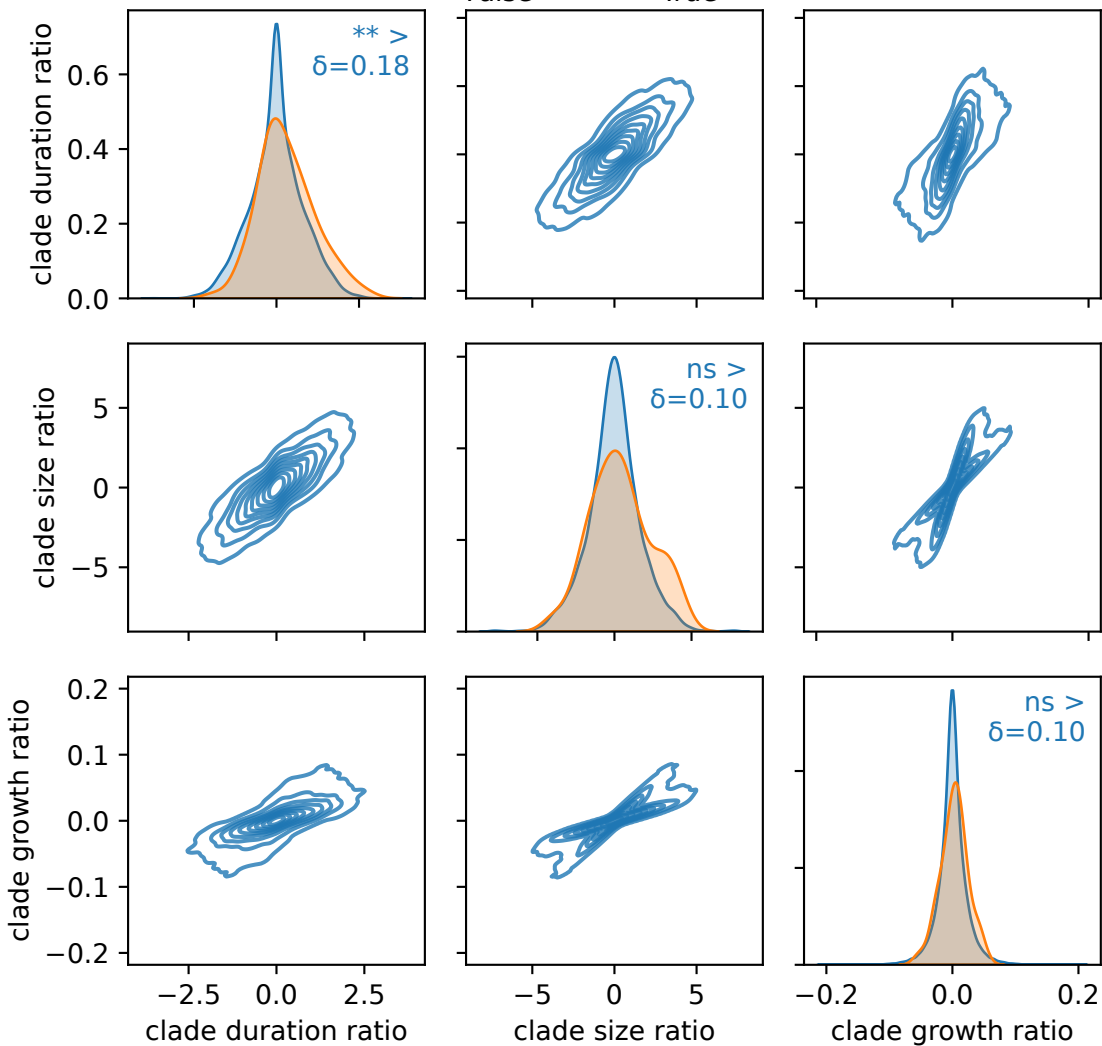 clade duration ratio
0.6
0.4
0.2
0.0
** >
δ=0.18
clade size ratio
5
0
−5
ns >
δ=0.10
clade growth ratio
0.2
0.1
0.0
−0.1
−0.2
ns >
δ=0.10
−2.5 0.0 2.5
−5 0 5
−0.2 0.0 0.2
clade duration ratio
clade size ratio
clade growth ratio